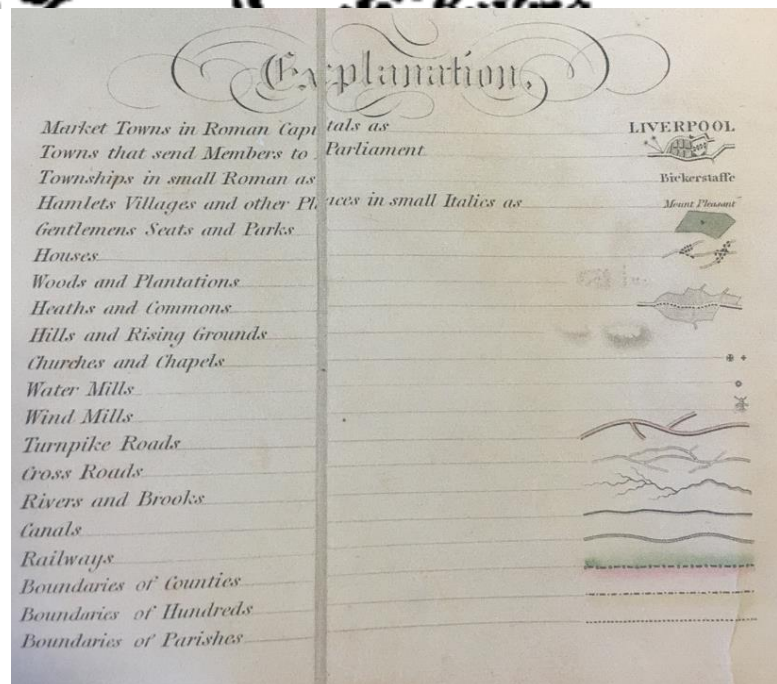 Explanation.
Market Towns in Roman Capitals as LIVERPOOL
Towns that send Members to Parliament
Townships in small Roman as Bickerstaffe
Hamlets Villages and other Places in small Italics as Mount Pleasant
Gentlemens Seats and Parks
Houses
Woods and Plantations
Heaths and Commons
Hills and Rising Grounds
Churches and Chapels
Water Mills
Wind Mills
Turnpike Roads
Cross Roads
Rivers and Brooks
Canals
Railways
Boundaries of Counties
Boundaries of Hundreds
Boundaries of Parishes